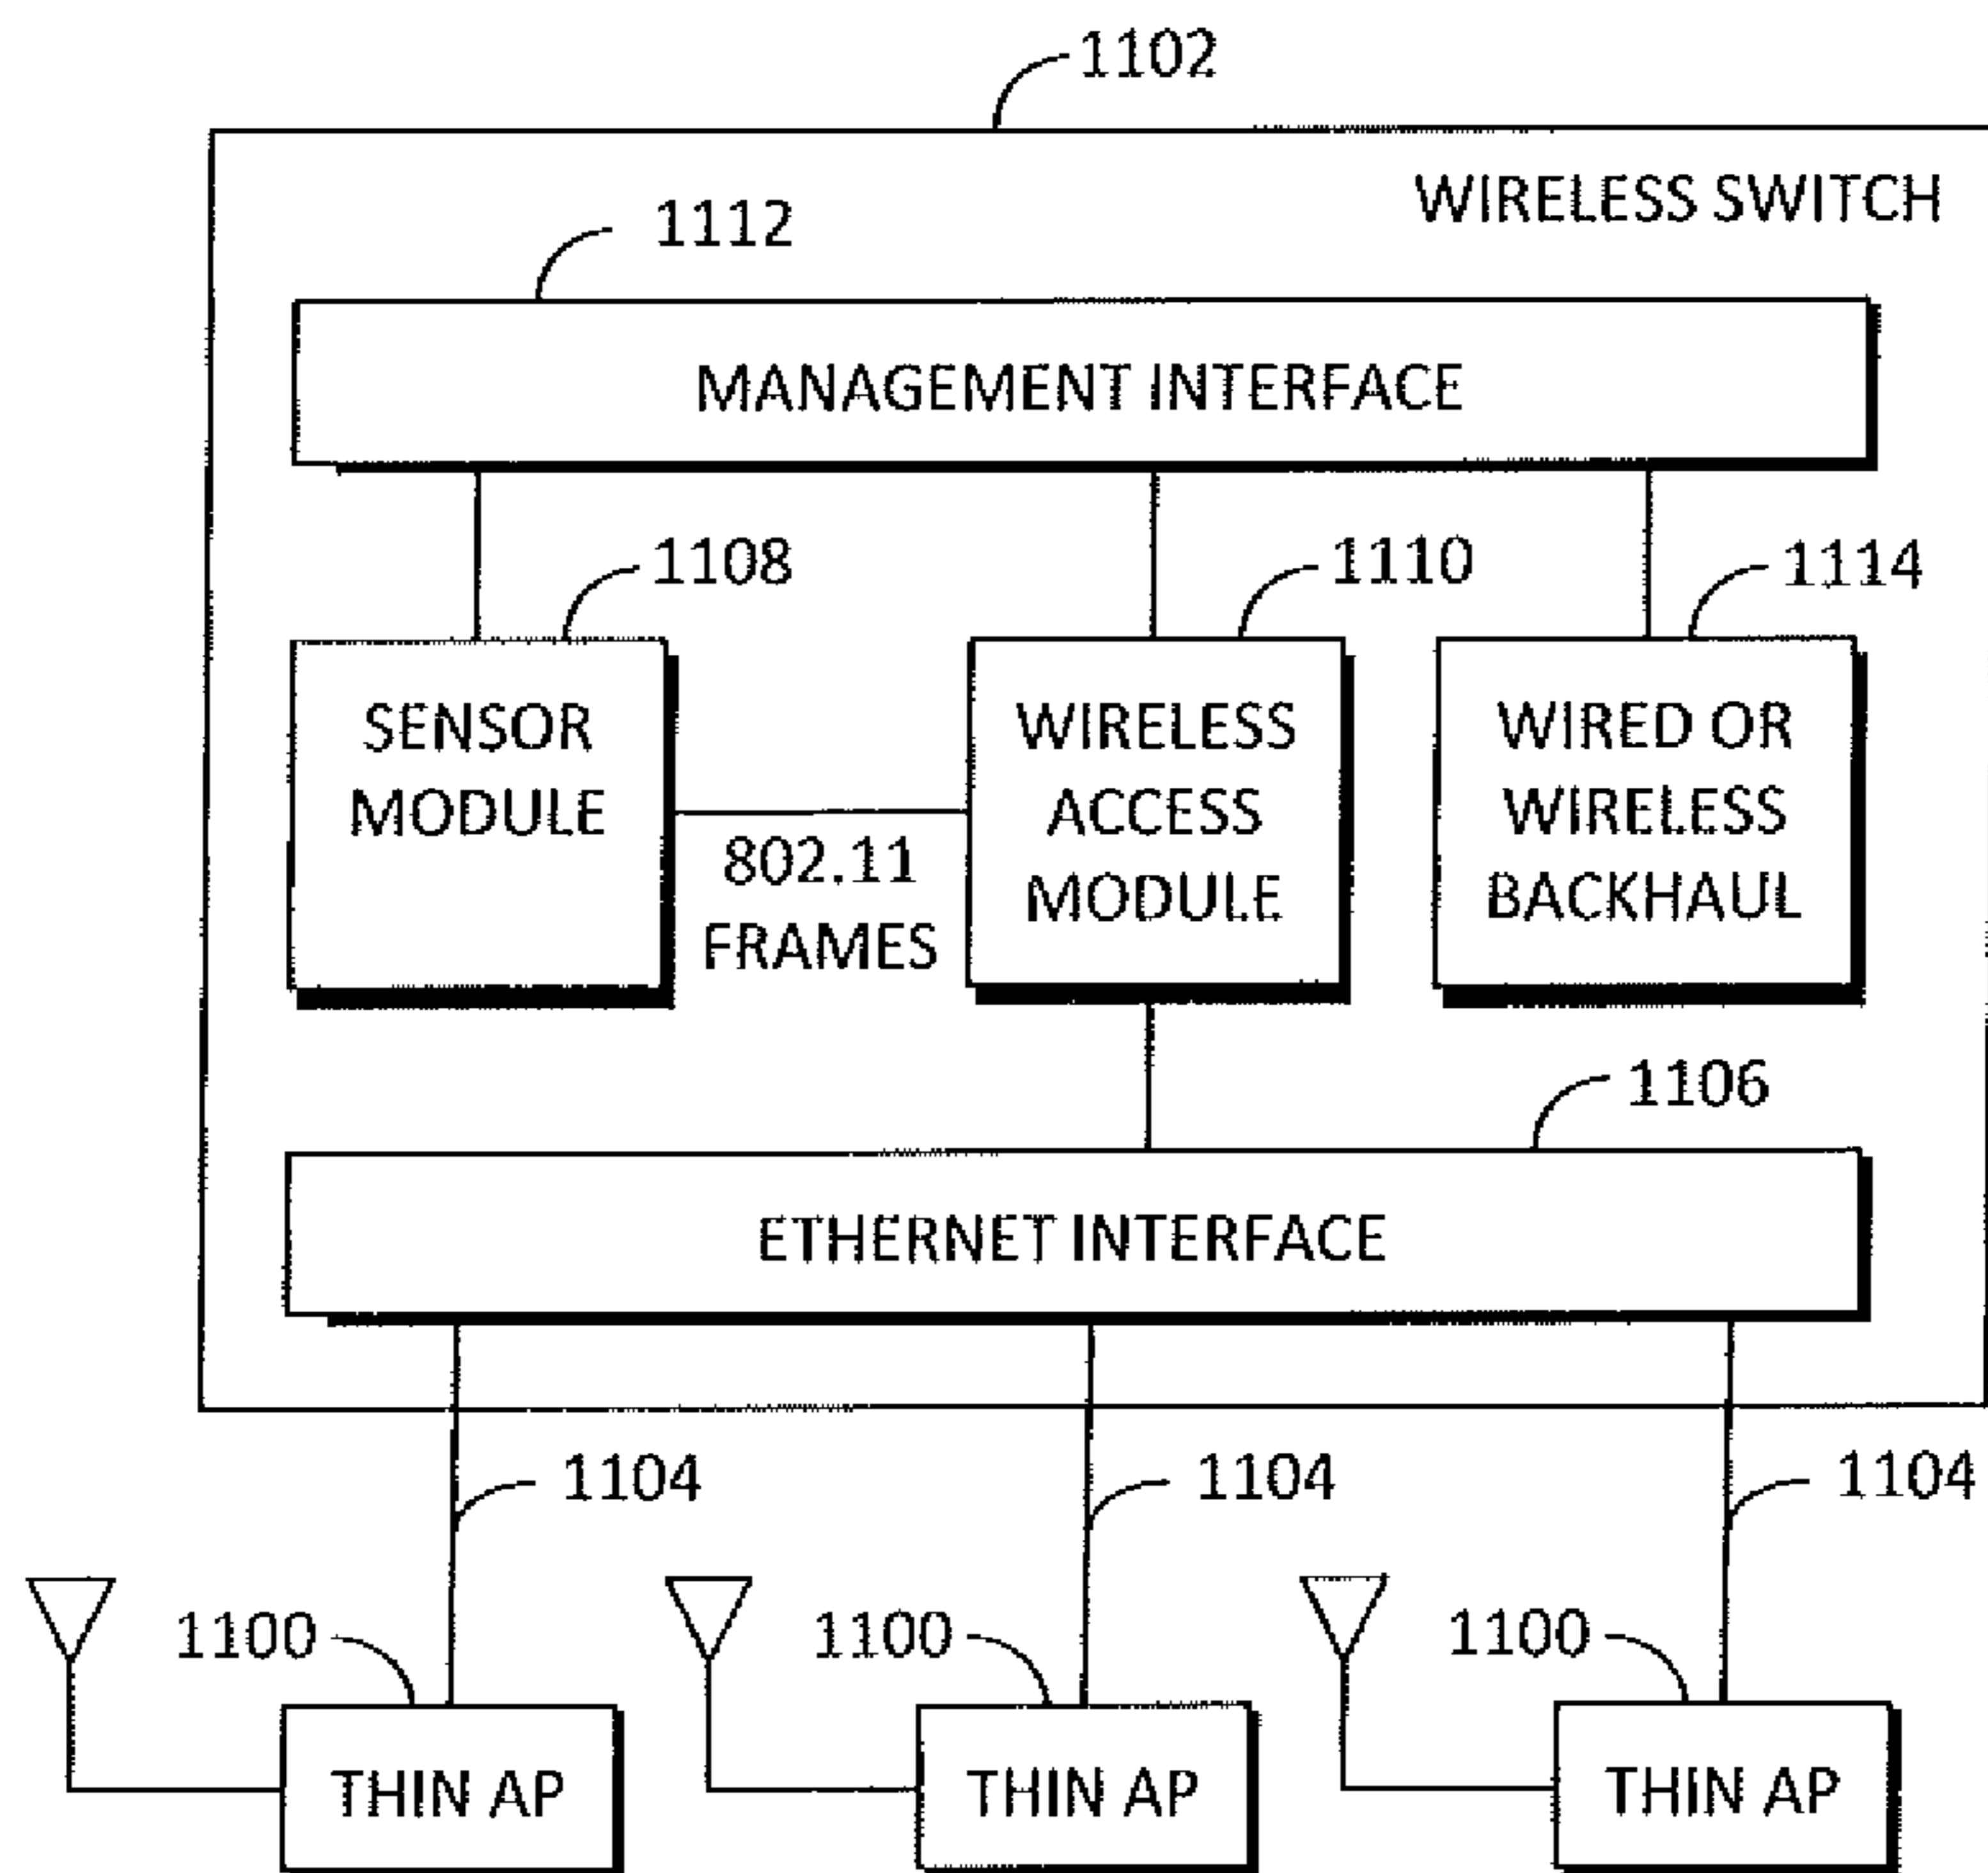 1102
WIRELESS SWITCH
1112
MANAGEMENT INTERFACE
1108
1110
1114
SENSOR
MODULE
802.11
FRAMES
WIRELESS
ACCESS
MODULE
WIRED OR
WIRELESS
BACKHAUL
1106
ETHERNET INTERFACE
1104
1104
1104
1100
1100
1100
THIN AP
THIN AP
THIN AP